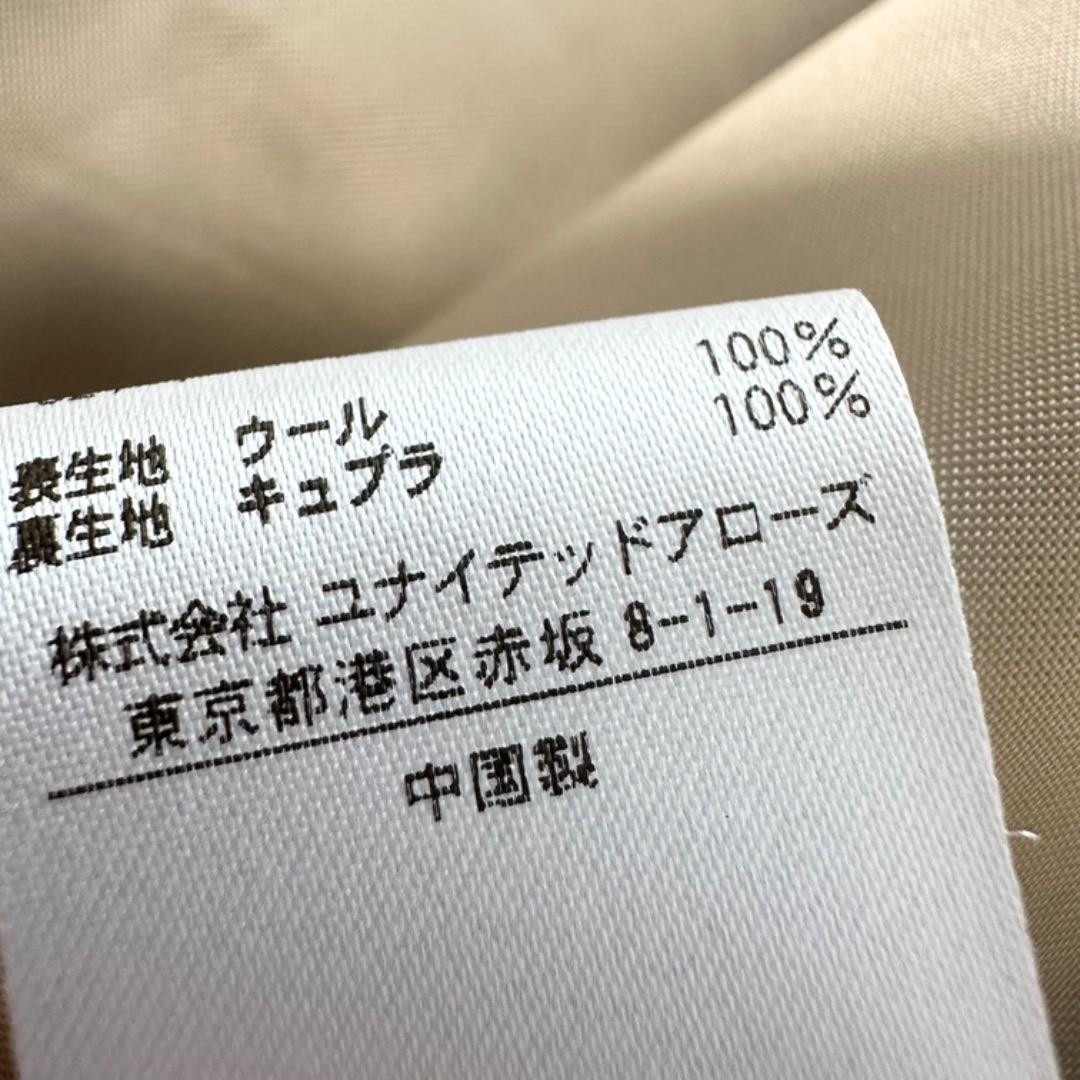 表生地 ウール 100%
裏生地 キュプラ 100%
株式会社 ユナイテッドアローズ
東京都港区赤坂 8-1-19
中国製